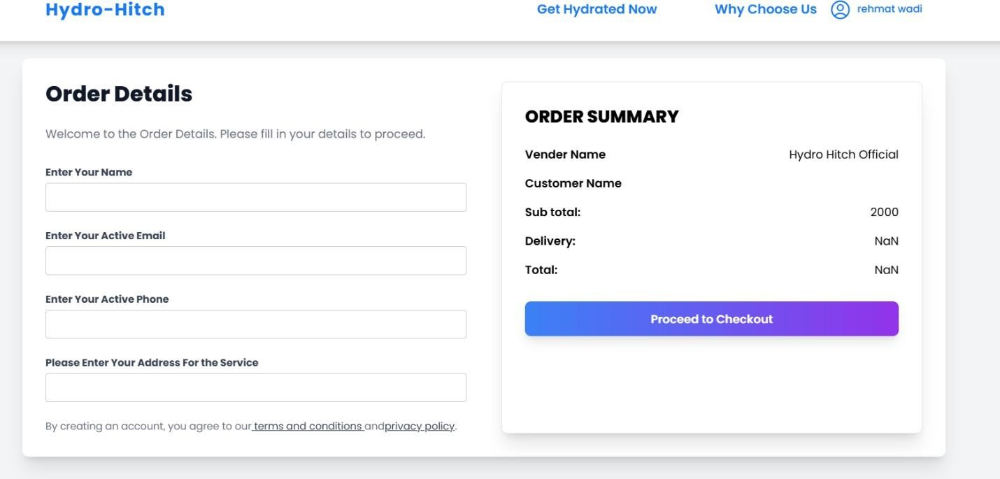 Hydro-Hitch
Get Hydrated Now
Why Choose Us
rehmat wadi
Order Details
Welcome to the Order Details. Please fill in your details to proceed.
Enter Your Name
Enter Your Active Email
Enter Your Active Phone
Please Enter Your Address For the Service
By creating an account, you agree to our terms and conditions andprivacy policy.
ORDER SUMMARY
Vender Name Hydro Hitch Official
Customer Name
Sub total: 2000
Delivery: NaN
Total: NaN
Proceed to Checkout